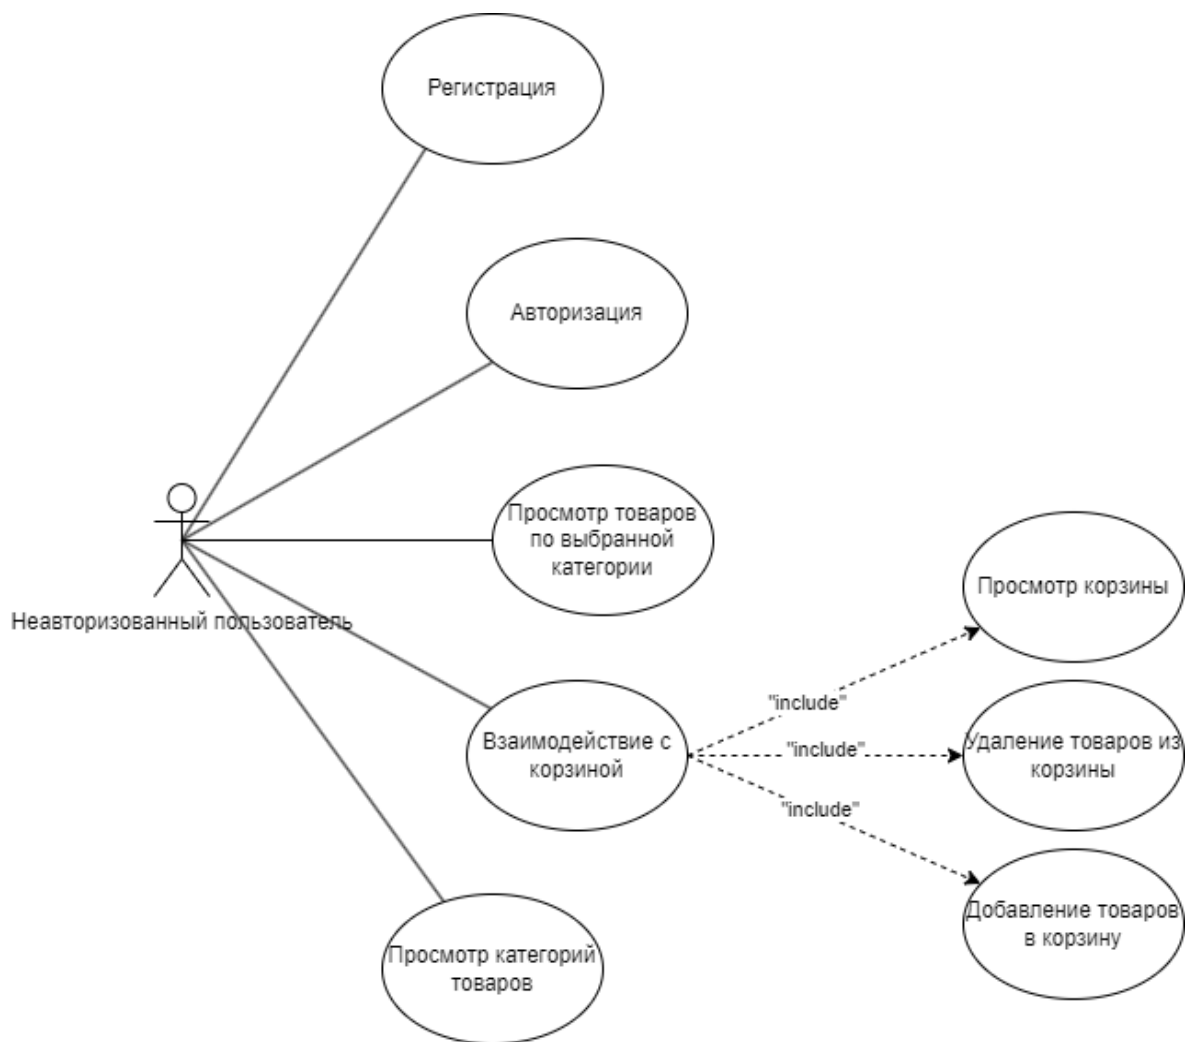 Регистрация
Авторизация
Просмотр товаров
по выбранной
категории
Неавторизованный пользователь
Просмотр корзины
"include"
Взаимодействие с
корзиной
"include"
Удаление товаров из
корзины
"include"
Добавление товаров
в корзину
Просмотр категорий
товаров